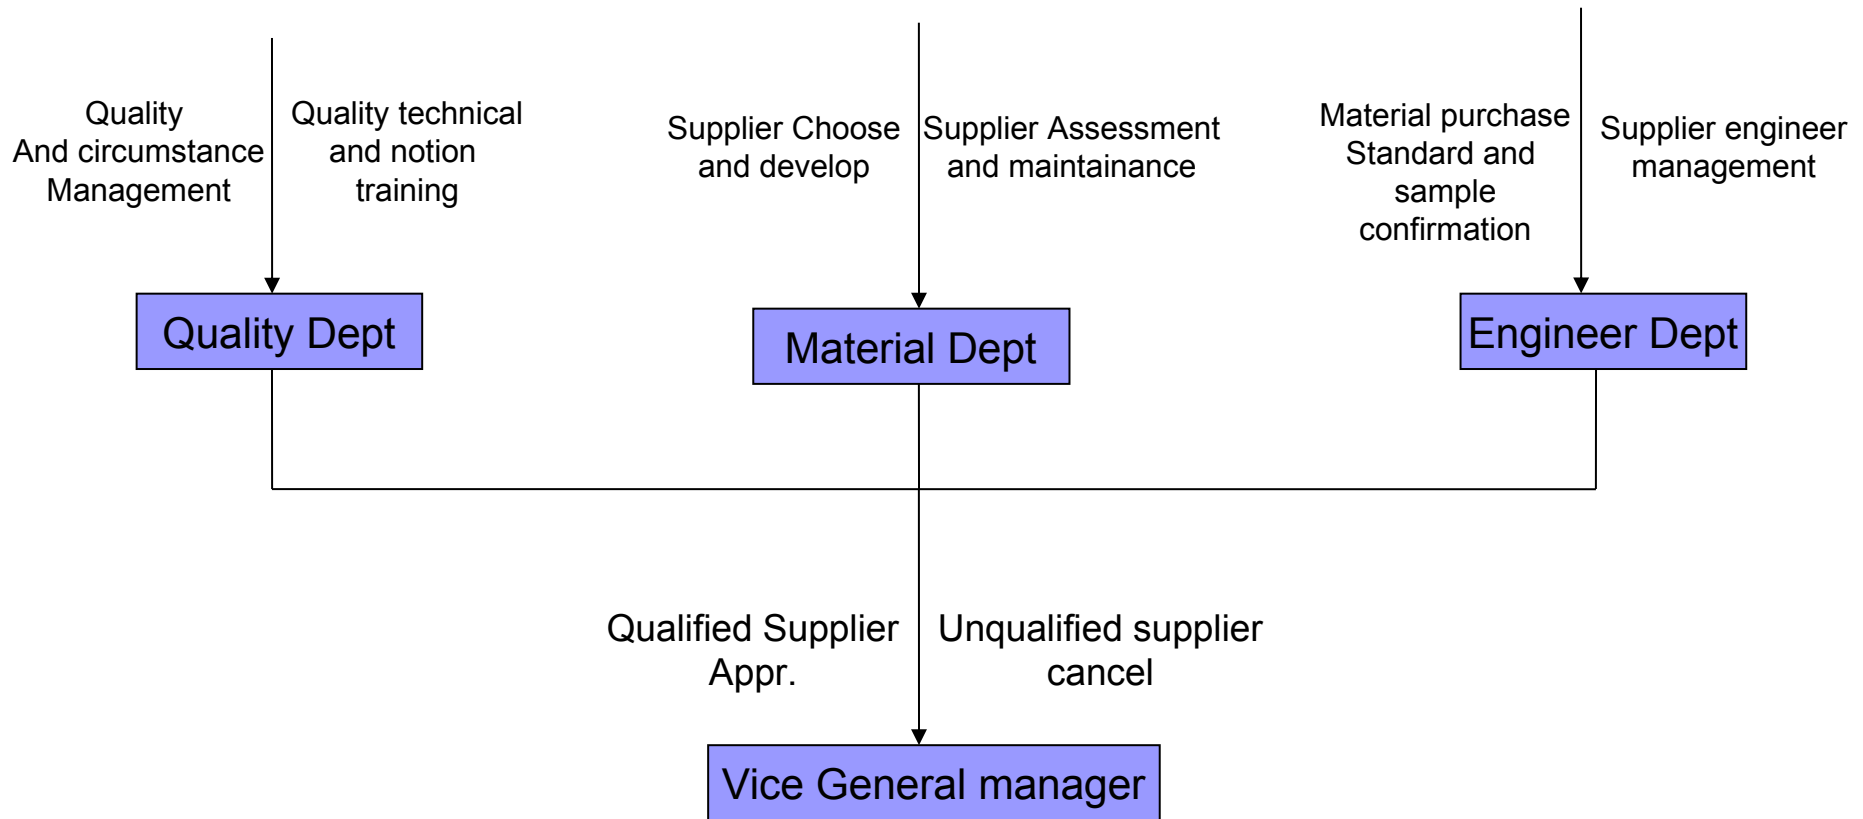 Quality
And circumstance
Management
Quality technical
and notion
training
Supplier Choose
and develop
Supplier Assessment
and maintainance
Material purchase
Standard and
sample
confirmation
Supplier engineer
management
Quality Dept
Material Dept
Engineer Dept
Qualified Supplier
Appr.
Unqualified supplier
cancel
Vice General manager